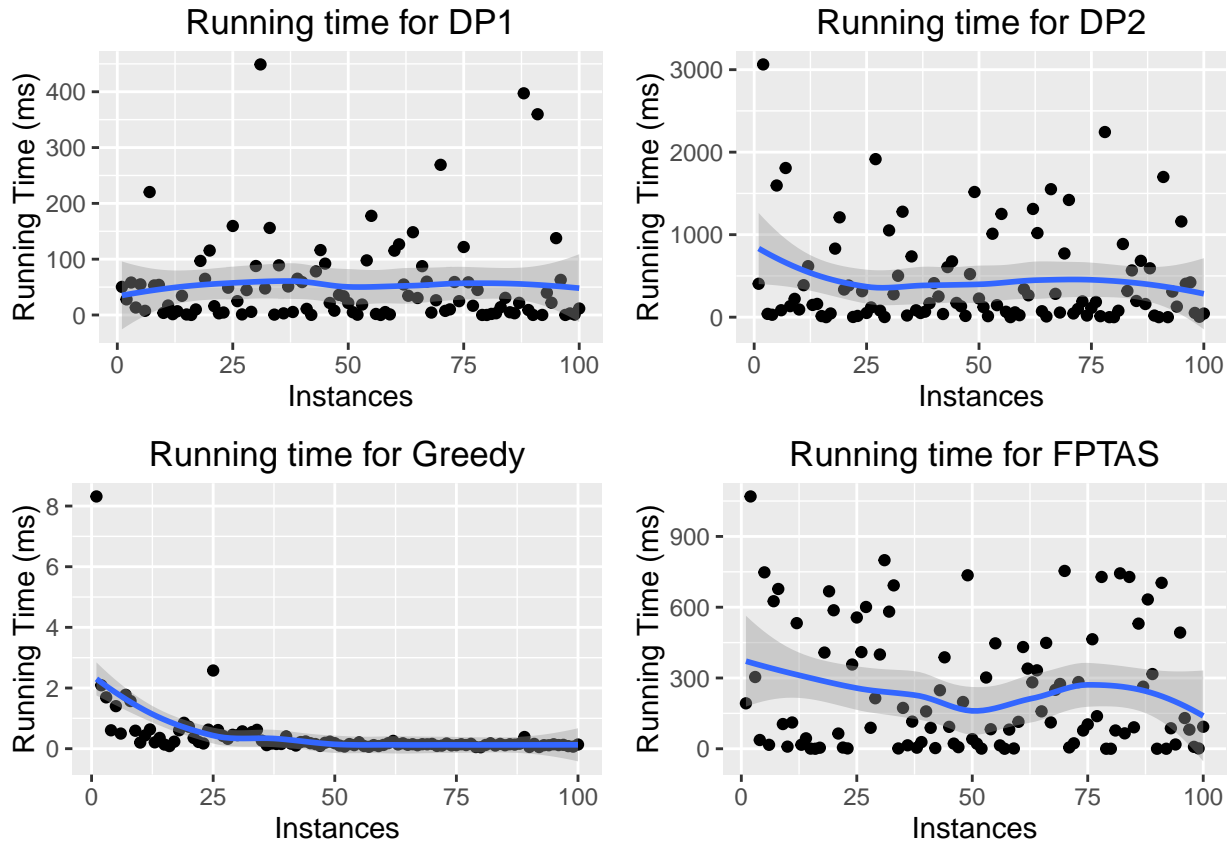 Running time for DP1
Running Time (ms)
400
300
200
100
0
0 25 50 75 100
Instances
Running time for DP2
Running Time (ms)
3000
2000
1000
0
0 25 50 75 100
Instances
Running time for Greedy
Running Time (ms)
8
6
4
2
0
0 25 50 75 100
Instances
Running time for FPTAS
Running Time (ms)
900
600
300
0
0 25 50 75 100
Instances